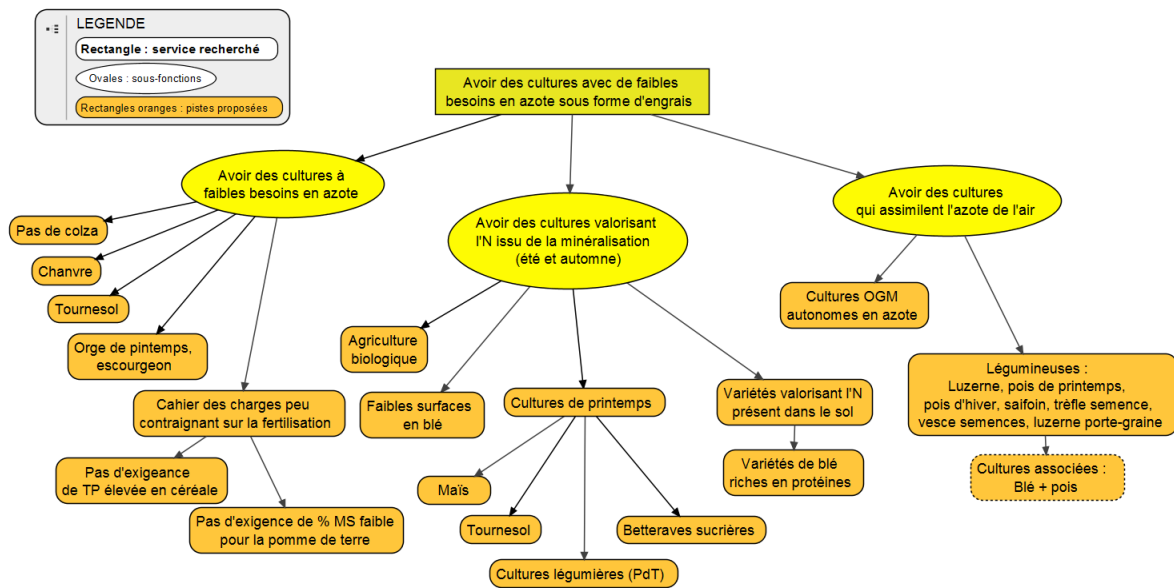 LEGENDE
Rectangle : service recherché
Ovales : sous-fonctions
Rectangles oranges : pistes proposées
Avoir des cultures avec de faibles
besoins en azote sous forme d'engrais
Avoir des cultures à
faibles besoins en azote
Avoir des cultures valorisant
l'N issu de la minéralisation
(été et automne)
Avoir des cultures
qui assimilent l'azote de l'air
Pas de colza
Chanvre
Tournesol
Orge de pintemps,
escourgeon
Cahier des charges peu
contraignant sur la fertilisation
Pas d'exigeance
de TP élevée en céréale
Pas d'exigence de % MS faible
pour la pomme de terre
Agriculture
biologique
Faibles surfaces
en blé
Cultures de printemps
Maïs
Tournesol
Cultures légumières (PdT)
Betteraves sucrières
Variétés valorisant l'N
présent dans le sol
Variétés de blé
riches en protéines
Cultures OGM
autonomes en azote
Légumineuses :
Luzerne, pois de printemps,
pois d'hiver, saifoin, trèfle semence,
vesce semences, luzerne porte-graine
Cultures associées :
Blé + pois